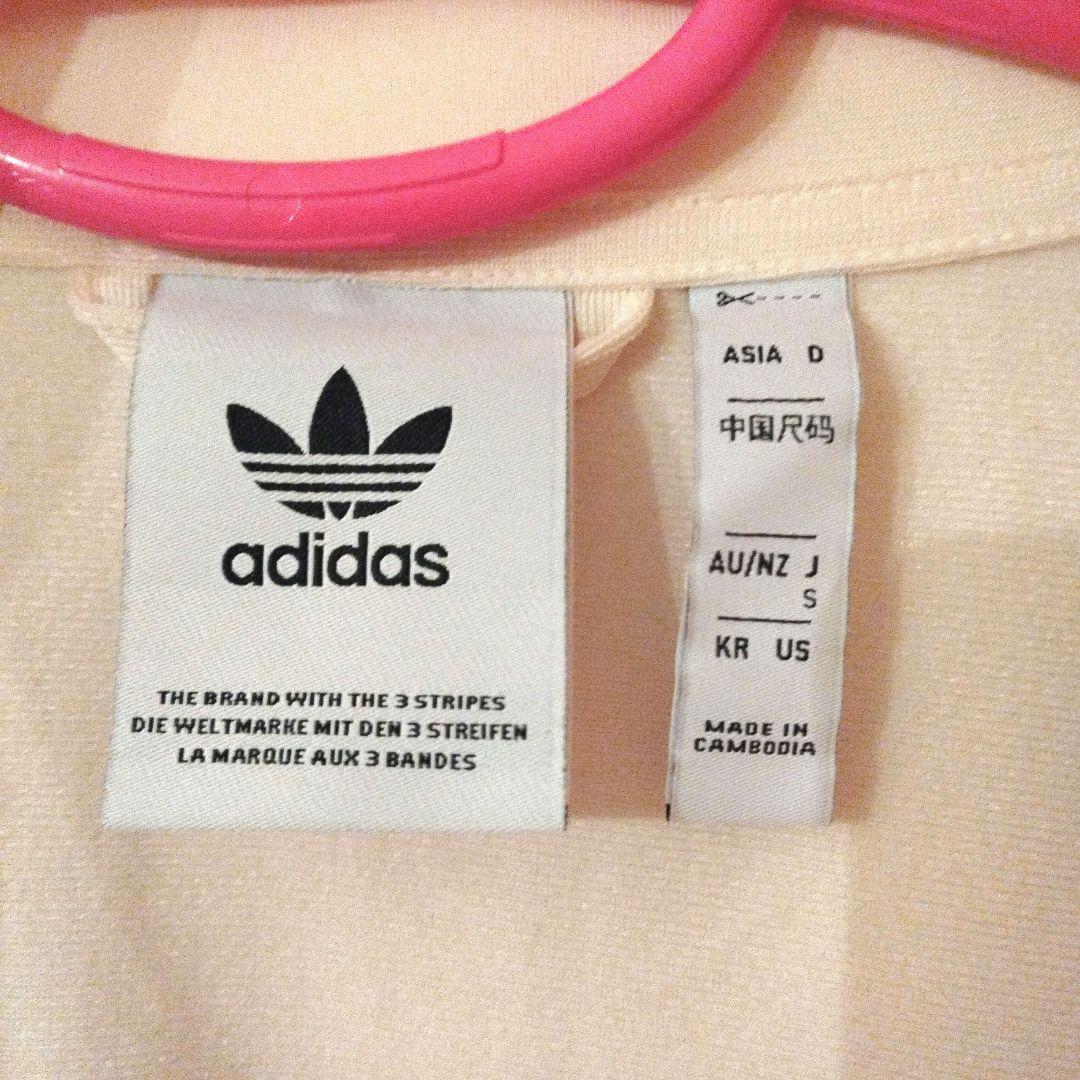 adidas
THE BRAND WITH THE 3 STRIPES
DIE WELTMARKE MIT DEN 3 STREIFEN
LA MARQUE AUX 3 BANDES
ASIA D
中国尺码
AU/NZ J
S
KR US
MADE IN
CAMBODIA